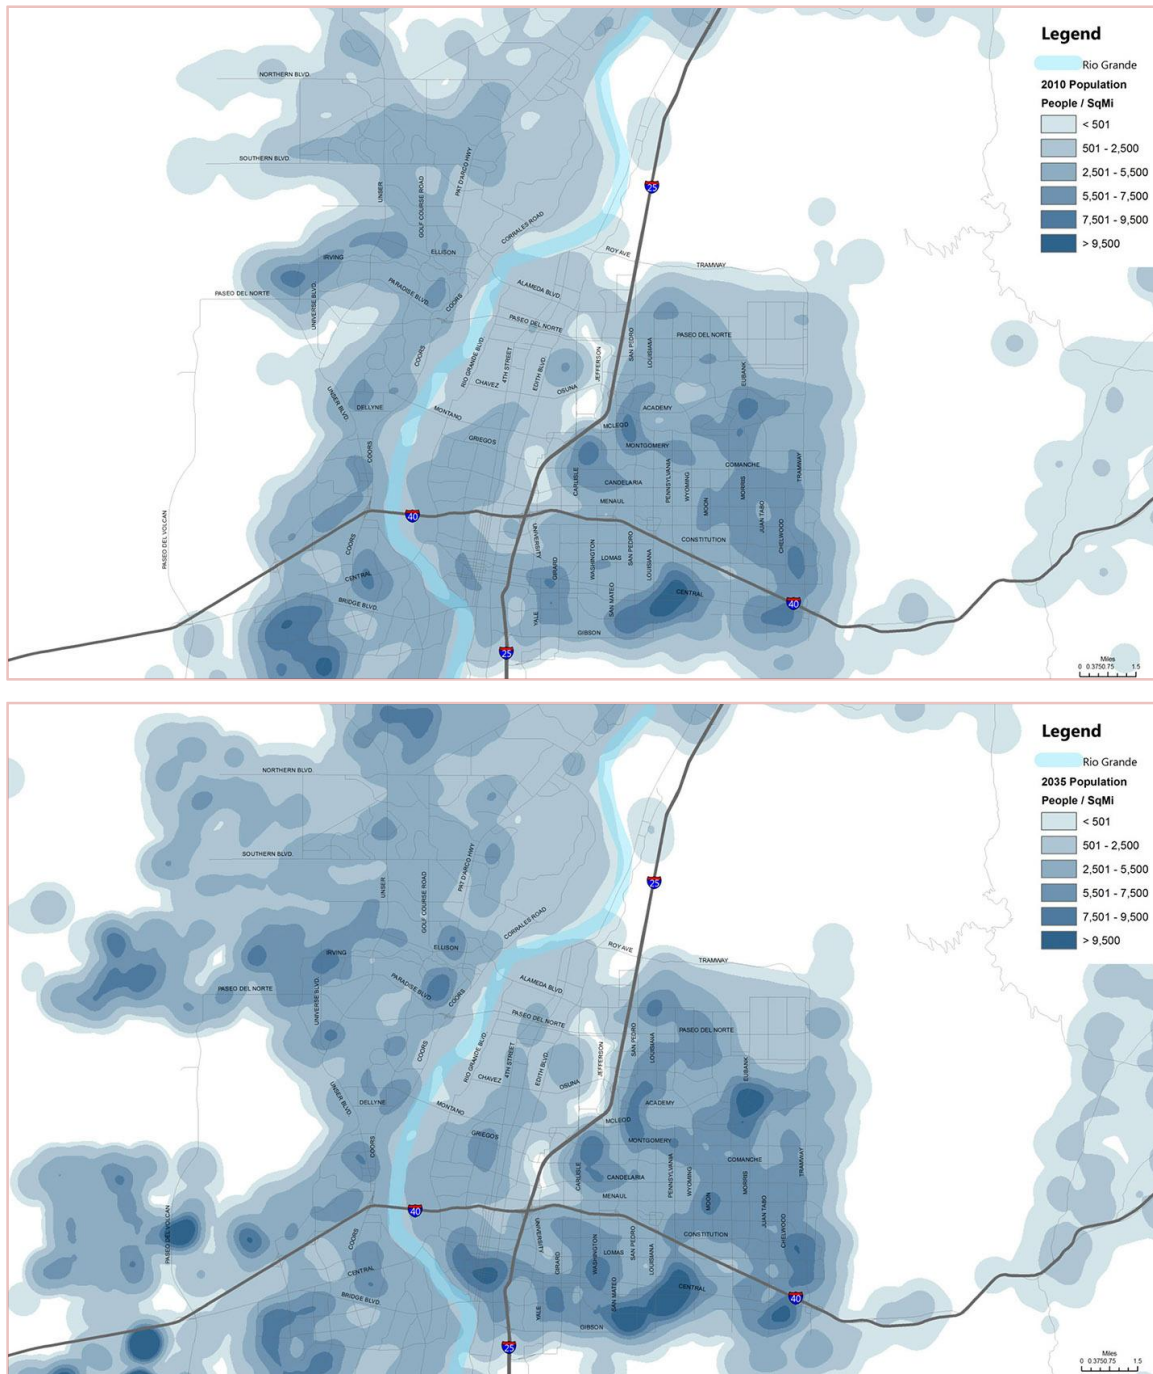 Legend
Rio Grande
2010 Population
People / SqMi
< 501
501 - 2,500
2,501 - 5,500
5,501 - 7,500
7,501 - 9,500
> 9,500
NORTHERN BLVD.
SOUTHERN BLVD.
UNSER
GOLF COURSE ROAD
PAT D'ARCO HWY
25
CORRALES ROAD
ROY AVE
TRAMWAY
IRVING
ELLISON
PARADISE BLVD.
COORS
ALAMEDA BLVD.
PASEO DEL NORTE
UNIVERSE BLVD.
PASEO DEL NORTE
PASEO DEL NORTE
COORS
RIO GRANDE BLVD.
4TH STREET
EDITH BLVD.
JEFFERSON
SAN PEDRO
LOUISIANA
EUBANK
CHAVEZ
OSUNA
UNSER BLVD.
DELLYNE
MONTANO
ACADEMY
MCLEOD
GRIEGOS
MONTGOMERY
COORS
CARLISLE
CANDELARIA
PENNSYLVANIA
WYOMING
COMANCHE
MORRIS
TRAMWAY
MENAUL
MOON
JUAN TABO
CHELWOOD
PASEO DEL VOLCAN
40
COORS
UNIVERSITY
CONSTITUTION
GIRARD
WASHINGTON
LOMAS
SAN PEDRO
LOUISIANA
CENTRAL
BRIDGE BLVD.
YALE
SAN MATEO
CENTRAL
40
GIBSON
25
Miles
0 0.375 0.75 1.5
Legend
Rio Grande
2035 Population
People / SqMi
< 501
501 - 2,500
2,501 - 5,500
5,501 - 7,500
7,501 - 9,500
> 9,500
NORTHERN BLVD.
SOUTHERN BLVD.
UNSER
GOLF COURSE ROAD
PAT D'ARCO HWY
25
CORRALES ROAD
ROY AVE
TRAMWAY
IRVING
ELLISON
PARADISE BLVD.
COORS
ALAMEDA BLVD.
PASEO DEL NORTE
UNIVERSE BLVD.
PASEO DEL NORTE
PASEO DEL NORTE
COORS
RIO GRANDE BLVD.
4TH STREET
EDITH BLVD.
JEFFERSON
SAN PEDRO
LOUISIANA
EUBANK
CHAVEZ
OSUNA
UNSER BLVD.
DELLYNE
MONTANO
ACADEMY
MCLEOD
GRIEGOS
MONTGOMERY
COORS
CARLISLE
CANDELARIA
PENNSYLVANIA
WYOMING
COMANCHE
MORRIS
TRAMWAY
MENAUL
MOON
JUAN TABO
CHELWOOD
PASEO DEL VOLCAN
40
COORS
UNIVERSITY
CONSTITUTION
GIRARD
WASHINGTON
LOMAS
SAN PEDRO
LOUISIANA
CENTRAL
BRIDGE BLVD.
YALE
SAN MATEO
CENTRAL
40
GIBSON
25
Miles
0 0.375 0.75 1.5